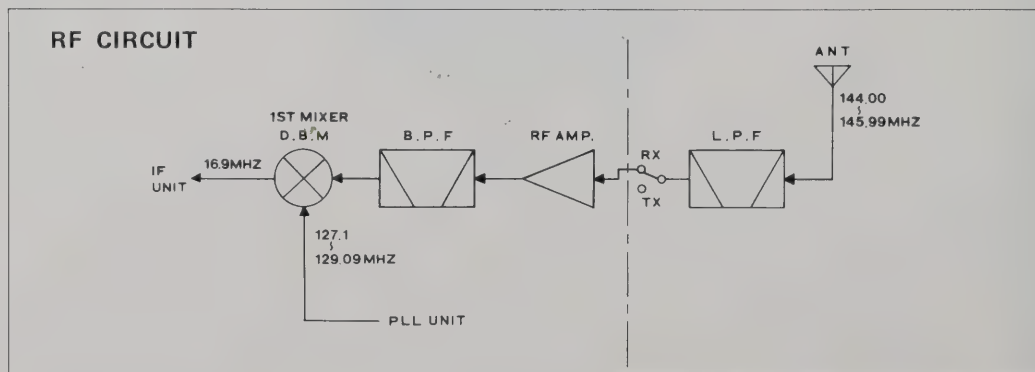 RF CIRCUIT
ANT
144.00
~
145.99MHZ
1ST MIXER
D.B.M
B.P.F
RF AMP.
RX
TX
L.P.F
16.9MHZ
IF
UNIT
127.1
~
129.09MHZ
PLL UNIT